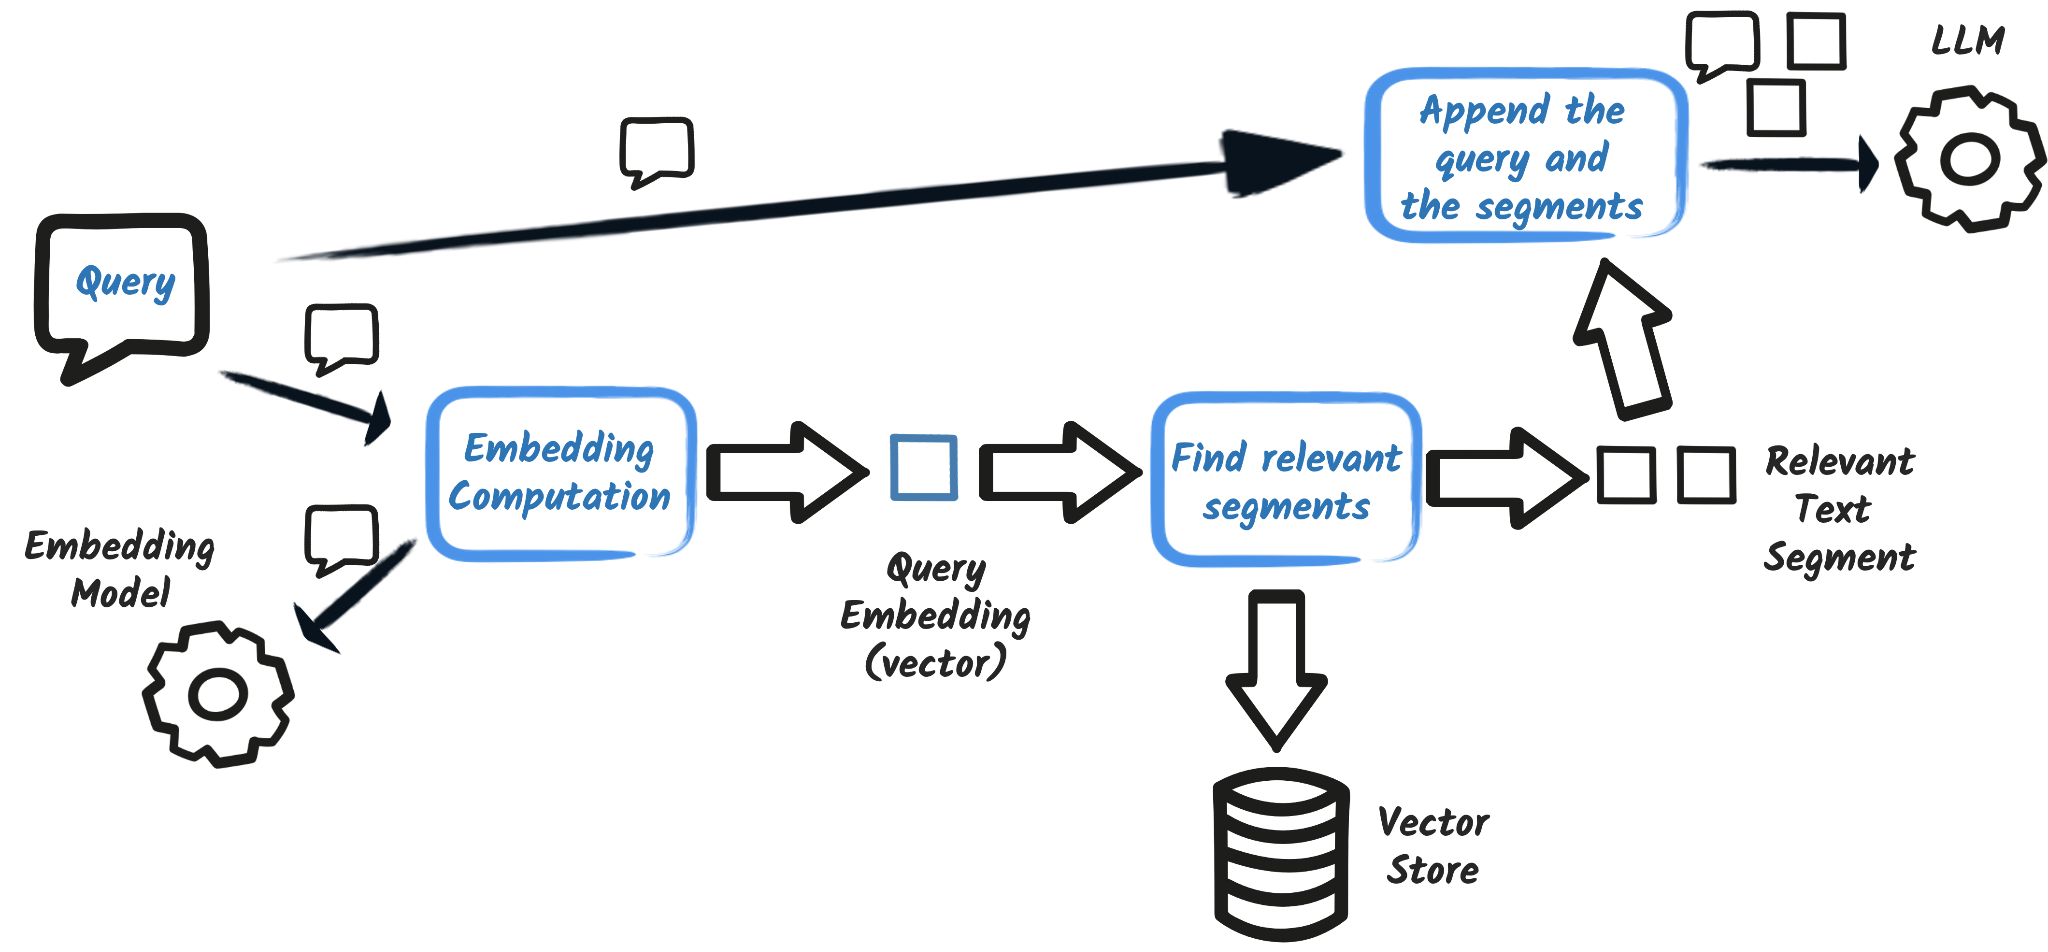 LLM
Append the
query and
the segments
Query
Embedding
Computation
Find relevant
segments
Relevant
Text
Segment
Embedding
Model
Query
Embedding
(vector)
Vector
Store